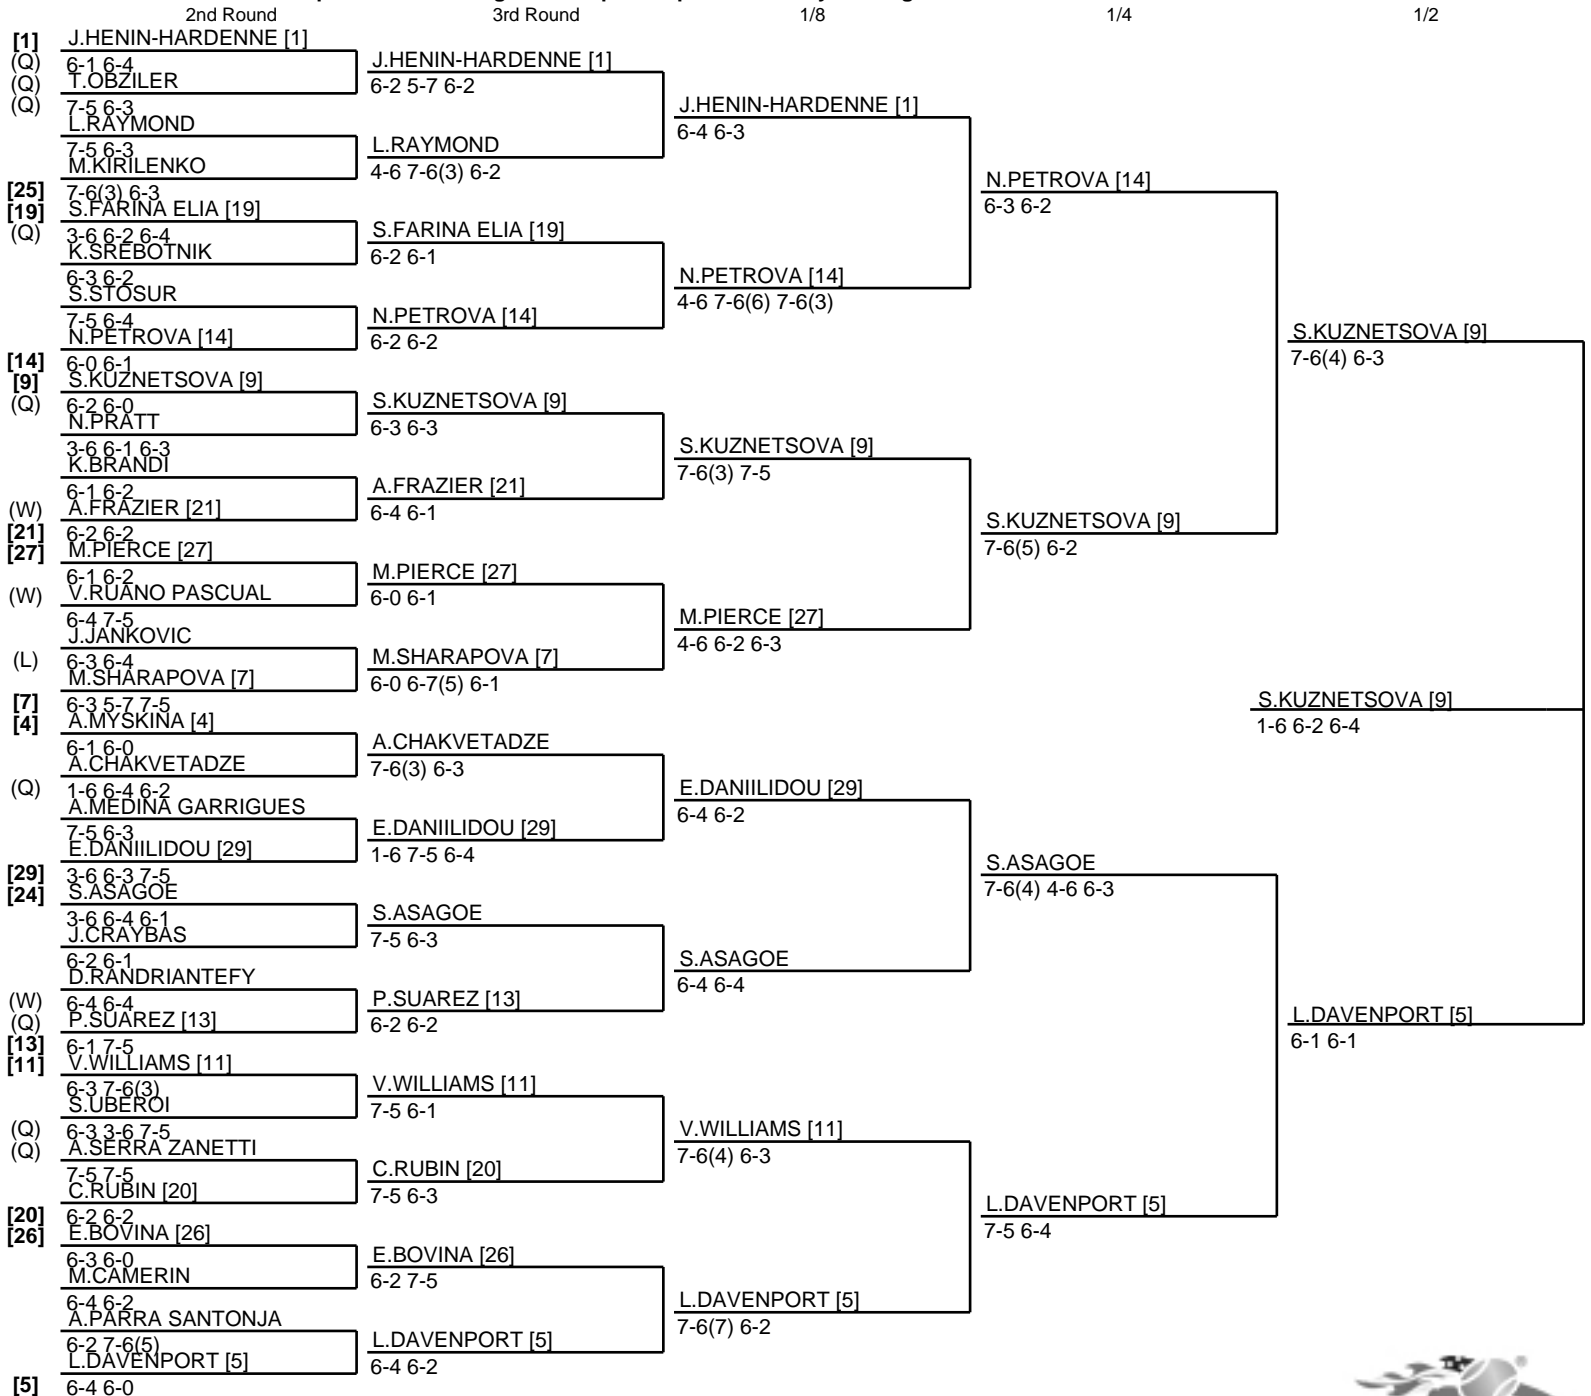 2nd Round 3rd Round 1/8 1/4 1/2
[1] J.HENIN-HARDENNE [1]
(Q) 6-1 6-4 J.HENIN-HARDENNE [1]
(Q) T.OBZILER 6-2 5-7 6-2
(Q) 7-5 6-3 J.HENIN-HARDENNE [1]
L.RAYMOND 6-4 6-3
7-5 6-3 L.RAYMOND
M.KIRILENKO 4-6 7-6(3) 6-2
[25] 7-6(3) 6-3 N.PETROVA [14]
[19] S.FARINA ELIA [19] 6-3 6-2
(Q) 3-6 6-2 6-4 S.FARINA ELIA [19]
K.SREBOTNIK 6-2 6-1
6-3 6-2 N.PETROVA [14]
S.STOSUR 4-6 7-6(6) 7-6(3)
7-5 6-4 N.PETROVA [14]
N.PETROVA [14] 6-2 6-2 S.KUZNETSOVA [9]
[14] 6-0 6-1 7-6(4) 6-3
[9] S.KUZNETSOVA [9]
(Q) 6-2 6-0 S.KUZNETSOVA [9]
N.PRATT 6-3 6-3
3-6 6-1 6-3 S.KUZNETSOVA [9]
K.BRANDI 7-6(3) 7-5
6-1 6-2 A.FRAZIER [21]
(W) A.FRAZIER [21] 6-4 6-1
[21] 6-2 6-2 S.KUZNETSOVA [9]
[27] M.PIERCE [27] 7-6(5) 6-2
6-1 6-2 M.PIERCE [27]
(W) V.RUANO PASCUAL 6-0 6-1
6-4 7-5 M.PIERCE [27]
J.JANKOVIC 4-6 6-2 6-3
(L) 6-3 6-4 M.SHARAPOVA [7]
M.SHARAPOVA [7] 6-0 6-7(5) 6-1
[7] 6-3 5-7 7-5 S.KUZNETSOVA [9]
[4] A.MYSKINA [4] 1-6 6-2 6-4
6-1 6-0 A.CHAKVETADZE
A.CHAKVETADZE 7-6(3) 6-3
(Q) 1-6 6-4 6-2 E.DANIILIDOU [29]
A.MEDINA GARRIGUES 6-4 6-2
7-5 6-3 E.DANIILIDOU [29]
E.DANIILIDOU [29] 1-6 7-5 6-4
[29] 3-6 6-3 7-5 S.ASAGOE
[24] S.ASAGOE 7-6(4) 4-6 6-3
3-6 6-4 6-1 S.ASAGOE
J.CRAYBAS 7-5 6-3
6-2 6-1 S.ASAGOE
D.RANDRIANTEFY 6-4 6-4
(W) 6-4 6-4 P.SUAREZ [13]
(Q) P.SUAREZ [13] 6-2 6-2 L.DAVENPORT [5]
[13] 6-1 7-5 6-1 6-1
[11] V.WILLIAMS [11]
6-3 7-6(3) V.WILLIAMS [11]
S.UBEROI 7-5 6-1
(Q) 6-3 3-6 7-5 V.WILLIAMS [11]
(Q) A.SERRA ZANETTI 7-6(4) 6-3
7-5 7-5 C.RUBIN [20]
C.RUBIN [20] 7-5 6-3
[20] 6-2 6-2 L.DAVENPORT [5]
[26] E.BOVINA [26] 7-5 6-4
6-3 6-0 E.BOVINA [26]
M.CAMERIN 6-2 7-5
6-4 6-2 L.DAVENPORT [5]
A.PARRA SANTONJA 7-6(7) 6-2
6-2 7-6(5) L.DAVENPORT [5]
L.DAVENPORT [5] 6-4 6-2
[5] 6-4 6-0